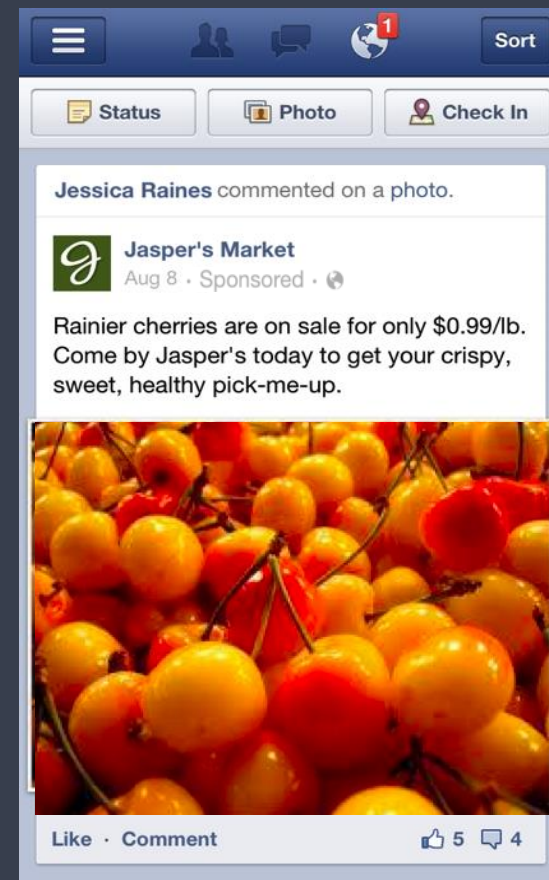 1
Sort
Status Photo Check In
Jessica Raines commented on a photo.
Jasper's Market
Aug 8 · Sponsored ·
Rainier cherries are on sale for only $0.99/lb.
Come by Jasper's today to get your crispy,
sweet, healthy pick-me-up.
Like · Comment 5 4